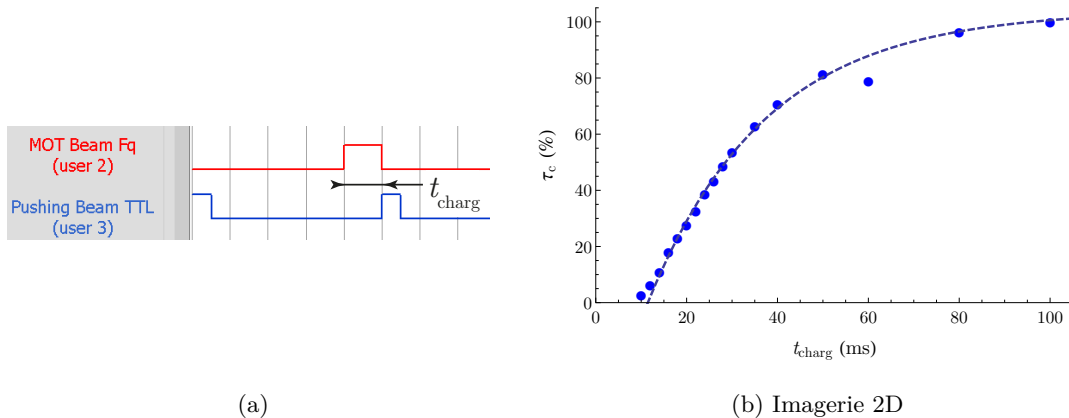 MOT Beam Fq
(user 2)
t_charg
Pushing Beam TTL
(user 3)
(a)
100
80
60
40
20
0
τ_c (%)
0 20 40 60 80 100
t_charg (ms)
(b) Imagerie 2D